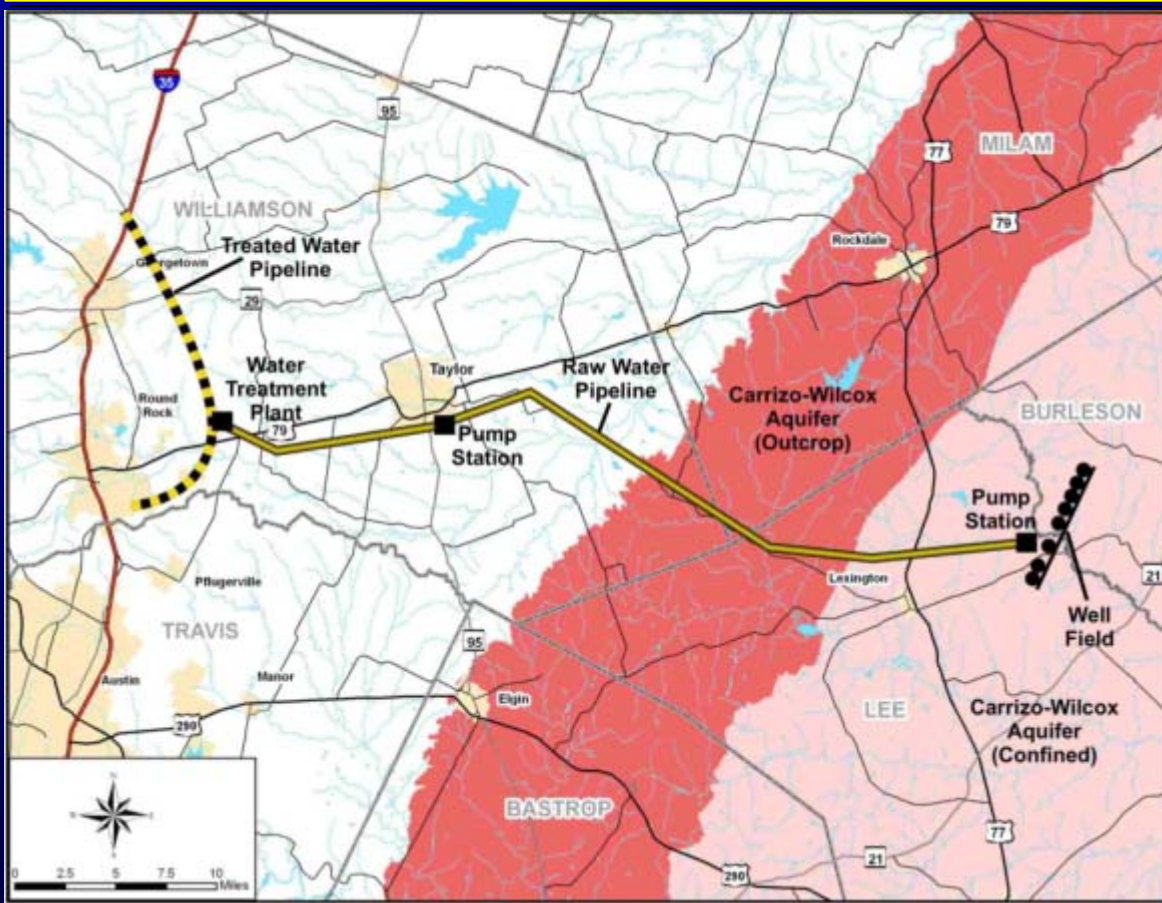 35
95
77
MILAM
WILLIAMSON
79
Treated Water
Pipeline
Georgetown
Rockdale
29
Water
Treatment
Plant
Taylor
Raw Water
Pipeline
Carrizo-Wilcox
Aquifer
(Outcrop)
Round
Rock
79
Pump
Station
BURLESON
Pump
Station
Pflugerville
Lexington
21
TRAVIS
95
Well
Field
Austin
Manor
Elgin
290
LEE
Carrizo-Wilcox
Aquifer
(Confined)
BASTROP
77
N
W
E
S
21
290
0 2.5 5 10
Miles